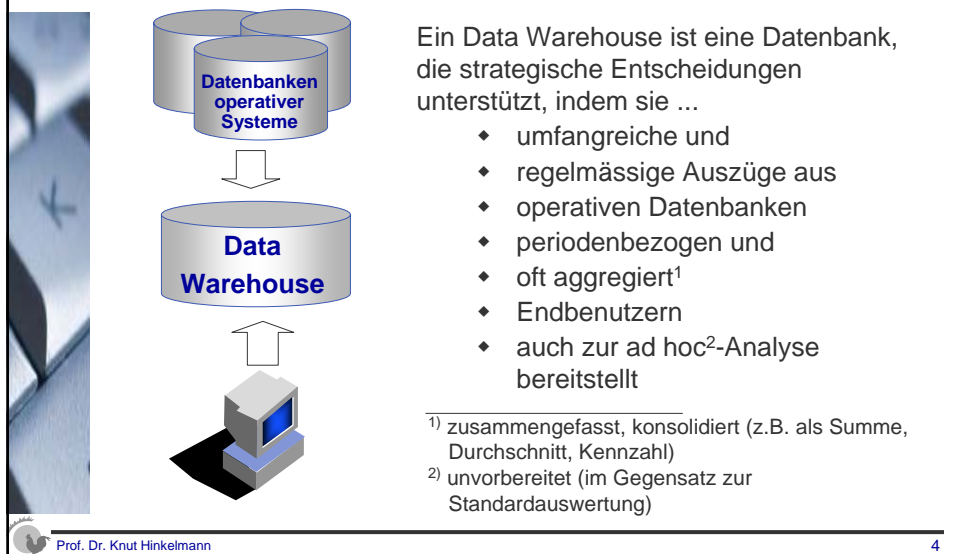 Datenbanken
operativer
Systeme
Data
Warehouse
Ein Data Warehouse ist eine Datenbank,
die strategische Entscheidungen
unterstützt, indem sie ...
umfangreiche und
regelmässige Auszüge aus
operativen Datenbanken
periodenbezogen und
oft aggregiert¹
Endbenutzern
auch zur ad hoc²-Analyse
bereitstellt
¹⁾ zusammengefasst, konsolidiert (z.B. als Summe,
Durchschnitt, Kennzahl)
²⁾ unvorbereitet (im Gegensatz zur
Standardauswertung)
Prof. Dr. Knut Hinkelmann
4
K